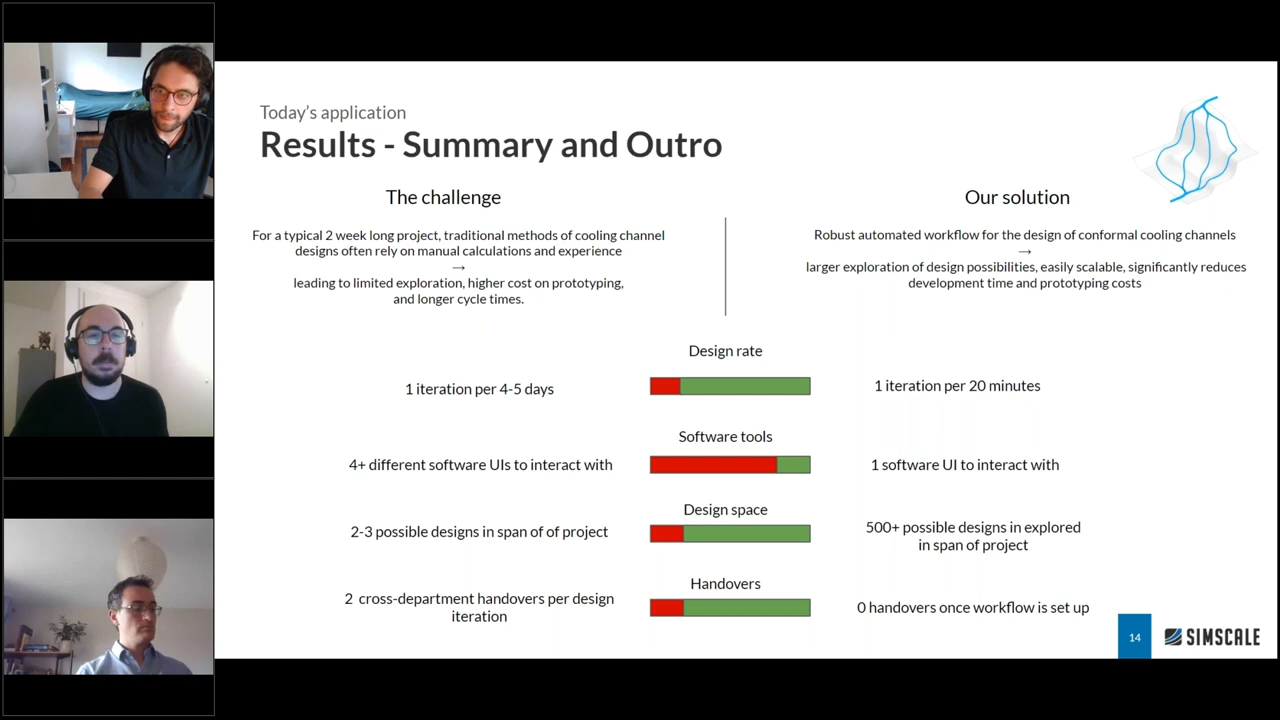 Today's application
Results - Summary and Outro
The challenge
For a typical 2 week long project, traditional methods of cooling channel
designs often rely on manual calculations and experience
→
leading to limited exploration, higher cost on prototyping,
and longer cycle times.
Our solution
Robust automated workflow for the design of conformal cooling channels
→
larger exploration of design possibilities, easily scalable, significantly reduces
development time and prototyping costs
Design rate
1 iteration per 4-5 days
1 iteration per 20 minutes
Software tools
4+ different software UIs to interact with
1 software UI to interact with
Design space
2-3 possible designs in span of of project
500+ possible designs in explored
in span of project
Handovers
2 cross-department handovers per design
iteration
0 handovers once workflow is set up
14
SIMSCALE